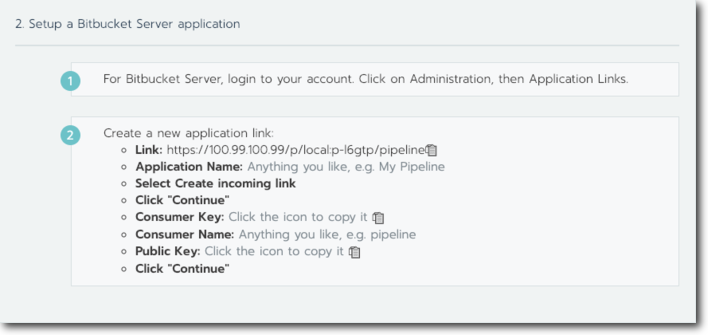 2. Setup a Bitbucket Server application
1
For Bitbucket Server, login to your account. Click on Administration, then Application Links.
2
Create a new application link:
Link: https://100.99.100.99/p/local:p-l6gtp/pipeline
Application Name: Anything you like, e.g. My Pipeline
Select Create incoming link
Click "Continue"
Consumer Key: Click the icon to copy it
Consumer Name: Anything you like, e.g. pipeline
Public Key: Click the icon to copy it
Click "Continue"